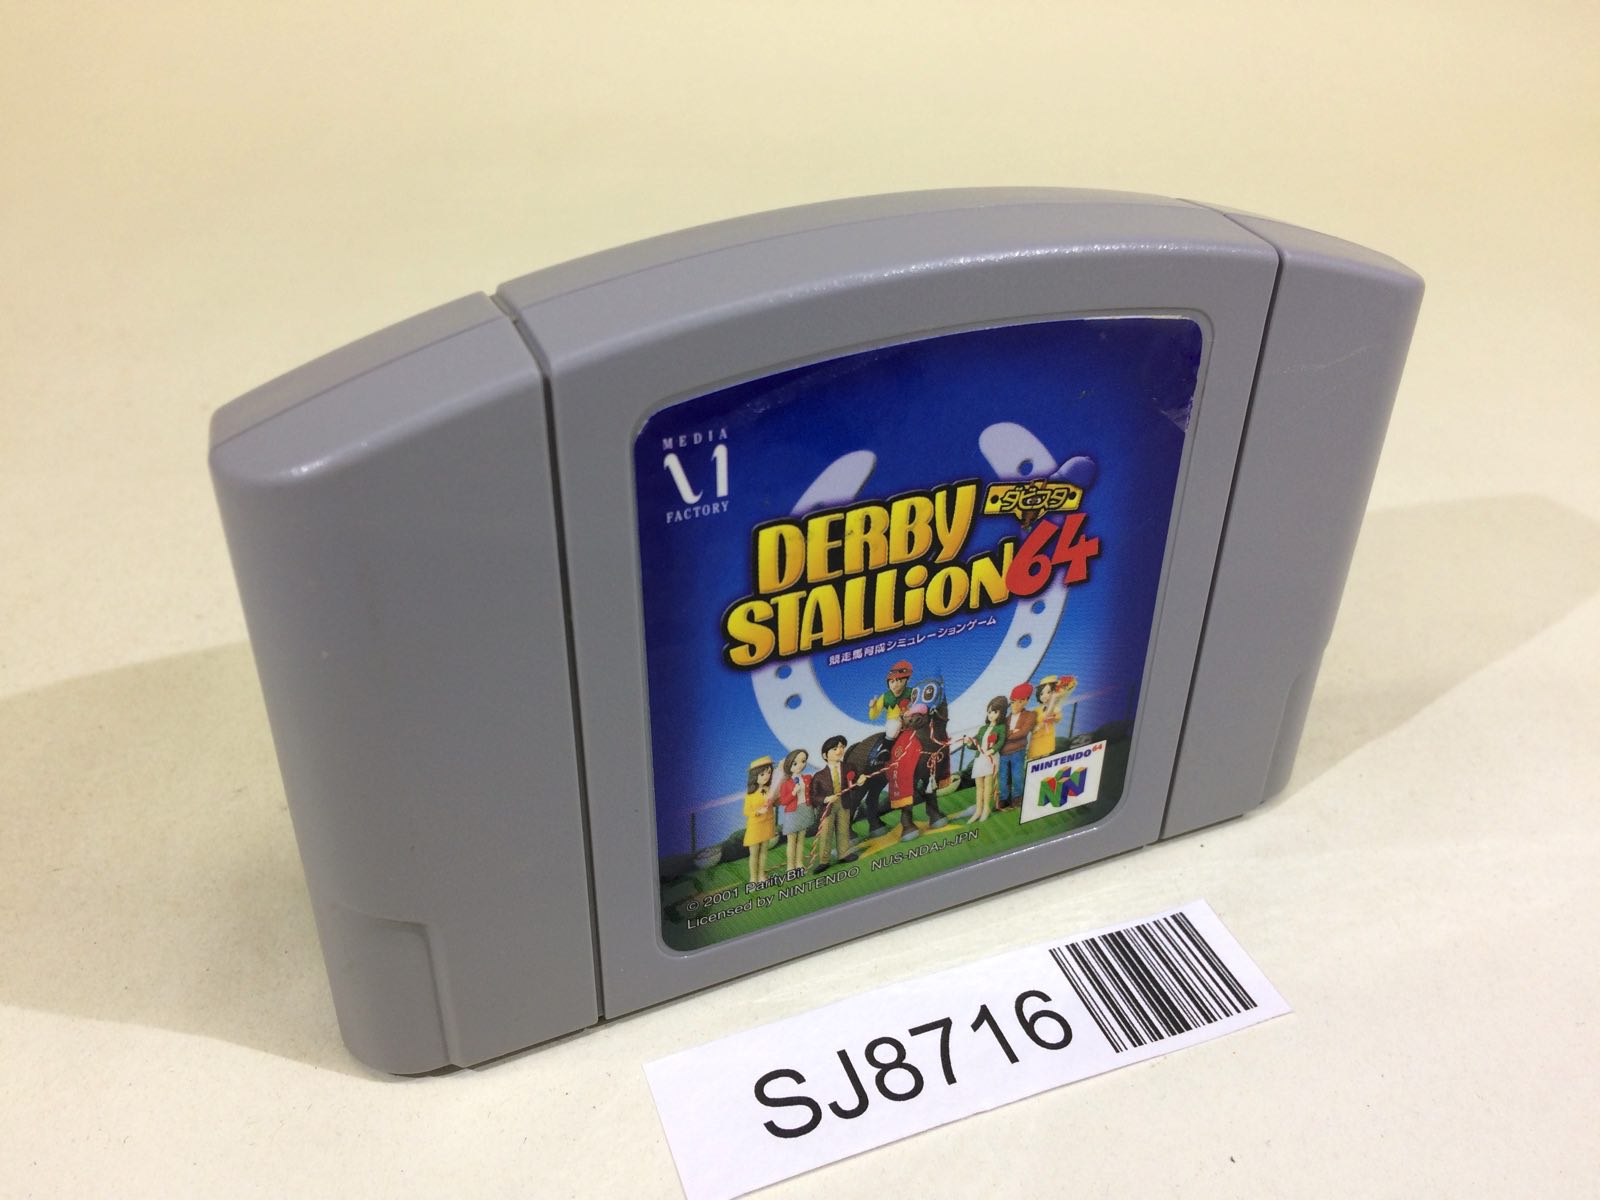 MEDIA
FACTORY
DERBY
ダビスタ
STALLiON64
競走馬育成シミュレーションゲーム
NINTENDO64
© 2001 ParityBit
Licensed by NINTENDO NUS-NDAJ-JPN
SJ8716